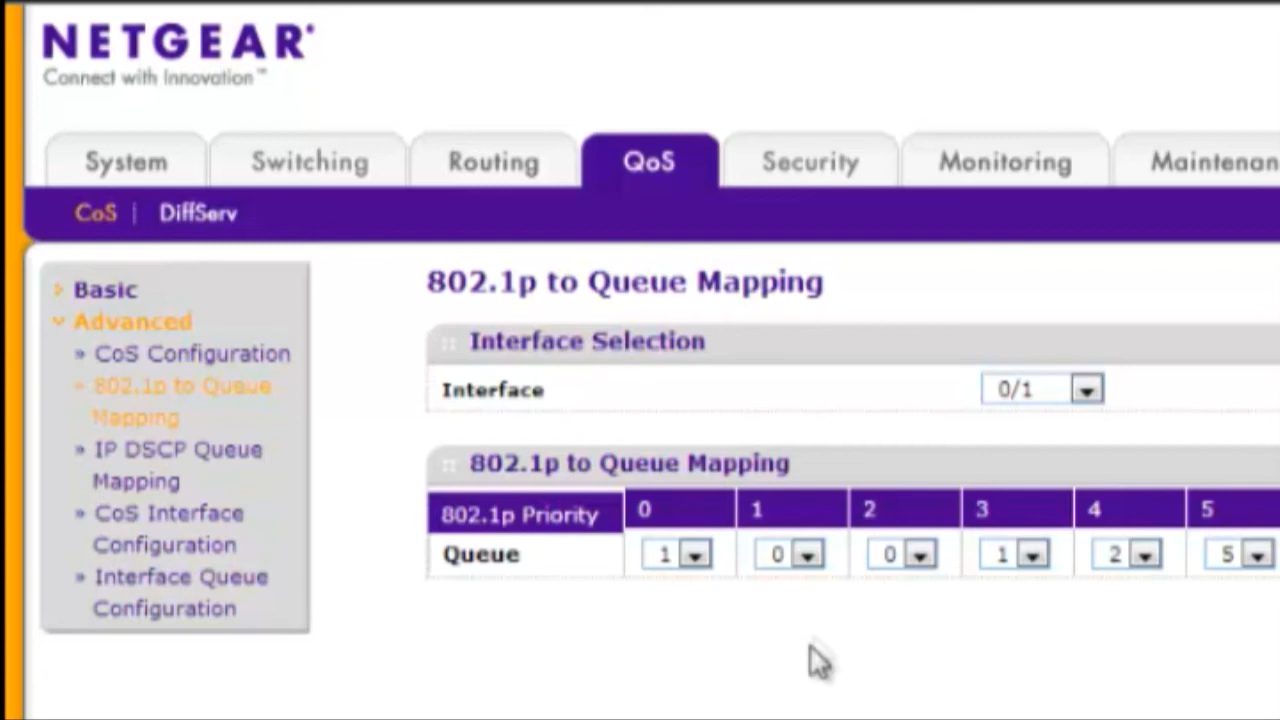 NETGEAR
Connect with Innovation™
System Switching Routing QoS Security Monitoring Maintenan
CoS | DiffServ
Basic
Advanced
» CoS Configuration
» 802.1p to Queue
Mapping
» IP DSCP Queue
Mapping
» CoS Interface
Configuration
» Interface Queue
Configuration
802.1p to Queue Mapping
Interface Selection
Interface 0/1
802.1p to Queue Mapping
802.1p Priority 0 1 2 3 4 5
Queue 1 0 0 1 2 5